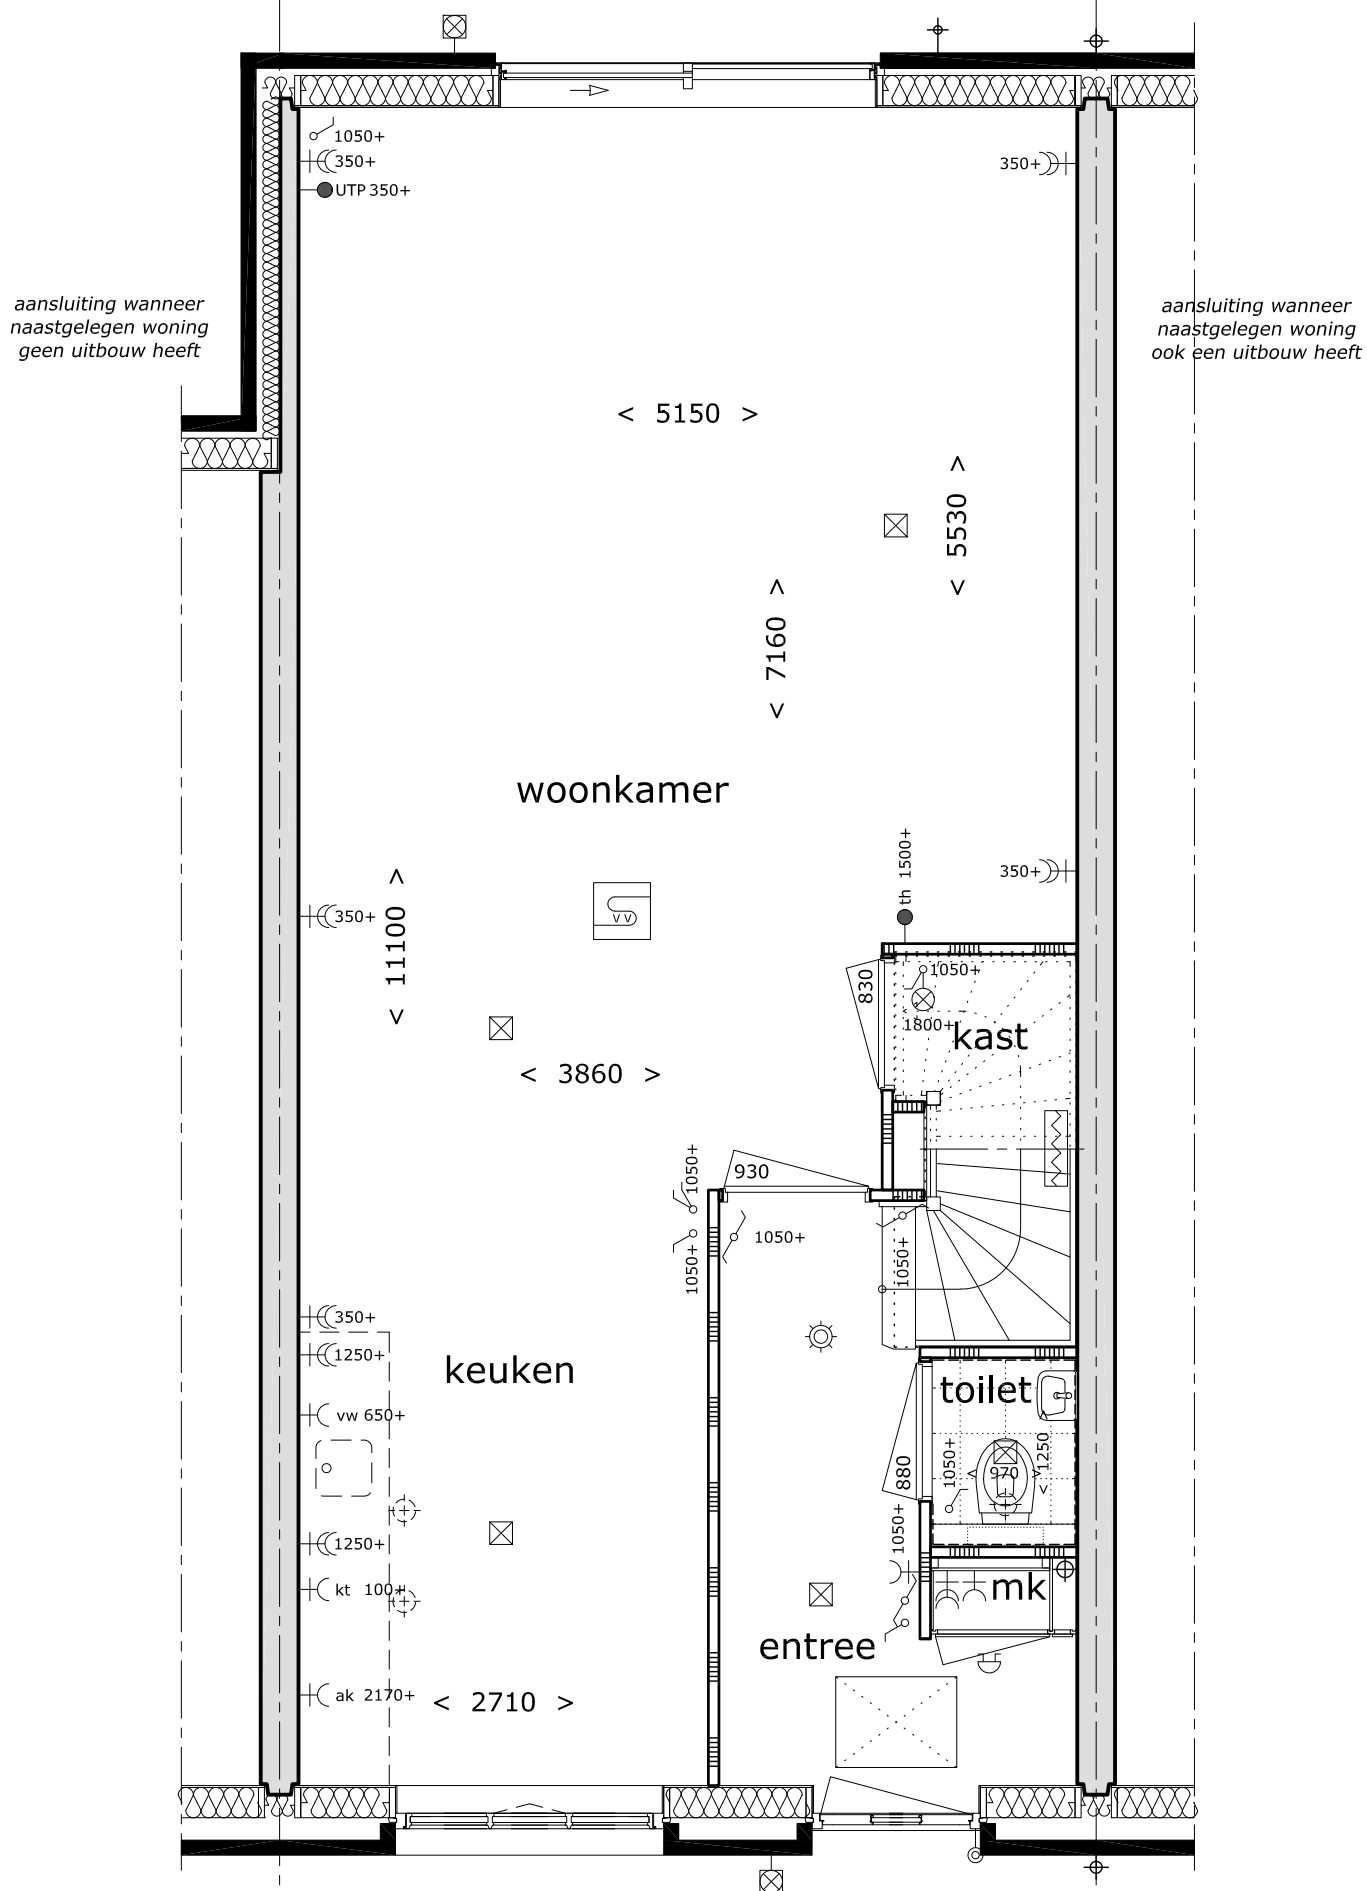 1050+
350+
UTP 350+
350+
aansluiting wanneer
naastgelegen woning
geen uitbouw heeft
aansluiting wanneer
naastgelegen woning
ook een uitbouw heeft
< 5150 >
< 5530 >
< 7160 >
woonkamer
th 1500+
350+
350+
< 11100 >
vv
830
1050+
1800+
kast
< 3860 >
1050+
930
1050+
1050+
1050+
350+
1250+
keuken
toilet
vw 650+
1050+
< 970 >
< 1250 >
880
1050+
1250+
kt 100+
mk
entree
ak 2170+
< 2710 >